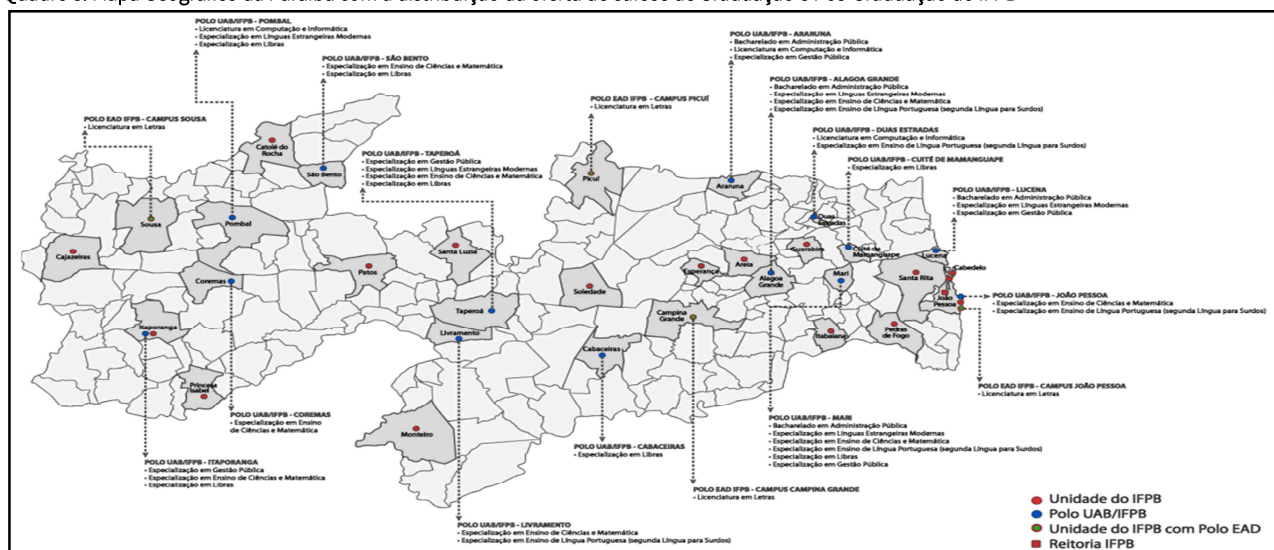 POLO UAB/IFPB - POMBAL
• Licenciatura em Computação e Informática
• Especialização em Línguas Estrangeiras Modernas
• Especialização em Libras
POLO UAB/IFPB - SÃO BENTO
• Especialização em Ensino de Ciências e Matemática
• Especialização em Libras
POLO EAD IFPB - CAMPUS SOUSA
• Licenciatura em Letras
POLO UAB/IFPB - TAPEROÁ
• Especialização em Gestão Pública
• Especialização em Línguas Estrangeiras Modernas
• Especialização em Ensino de Ciências e Matemática
• Especialização em Libras
POLO EAD IFPB - CAMPUS PICUÍ
• Licenciatura em Letras
POLO UAB/IFPB - ARARUNA
• Bacharelado em Administração Pública
• Licenciatura em Computação e Informática
• Especialização em Gestão Pública
POLO UAB/IFPB - ALAGOA GRANDE
• Bacharelado em Administração Pública
• Especialização em Línguas Estrangeiras Modernas
• Especialização em Ensino de Ciências e Matemática
• Especialização em Ensino de Língua Portuguesa (segunda Língua para Surdos)
POLO UAB/IFPB - DUAS ESTRADAS
• Licenciatura em Computação e Informática
• Especialização em Ensino de Língua Portuguesa (segunda Língua para Surdos)
POLO UAB/IFPB - CUITÉ DE MAMANGUAPE
• Especialização em Libras
POLO UAB/IFPB - LUCENA
• Bacharelado em Administração Pública
• Especialização em Línguas Estrangeiras Modernas
• Especialização em Gestão Pública
Catolé do
Rocha
São Bento
Sousa
Pombal
Cajazeiras
Coremas
Patos
Santa Luzia
Itaporanga
Princesa
Isabel
Taperoá
Livramento
Monteiro
Picuí
Soledade
Cabaceiras
Campina
Grande
Esperança
Areia
Alagoa
Grande
Araruna
Duas
Estradas
Guarabira
Cuité de
Mamanguape
Mari
Itabaiana
Pedras
de Fogo
Santa Rita
Lucena
Cabedelo
João
Pessoa
POLO UAB/IFPB - JOÃO PESSOA
• Especialização em Ensino de Ciências e Matemática
• Especialização em Ensino de Língua Portuguesa (segunda Língua para Surdos)
POLO EAD IFPB - CAMPUS JOÃO PESSOA
• Licenciatura em Letras
POLO UAB/IFPB - COREMAS
• Especialização em Ensino
de Ciências e Matemática
POLO UAB/IFPB - ITAPORANGA
• Especialização em Gestão Pública
• Especialização em Ensino de Ciências e Matemática
• Especialização em Libras
POLO UAB/IFPB - LIVRAMENTO
• Especialização em Ensino de Ciências e Matemática
• Especialização em Ensino de Língua Portuguesa (segunda Língua para Surdos)
POLO UAB/IFPB - CABACEIRAS
• Especialização em Libras
POLO EAD IFPB - CAMPUS CAMPINA GRANDE
• Licenciatura em Letras
POLO UAB/IFPB - MARI
• Bacharelado em Administração Pública
• Especialização em Línguas Estrangeiras Modernas
• Especialização em Ensino de Ciências e Matemática
• Especialização em Ensino de Língua Portuguesa (segunda Língua para Surdos)
• Especialização em Libras
• Especialização em Gestão Pública
Unidade do IFPB
Polo UAB/IFPB
Unidade do IFPB com Polo EAD
Reitoria IFPB